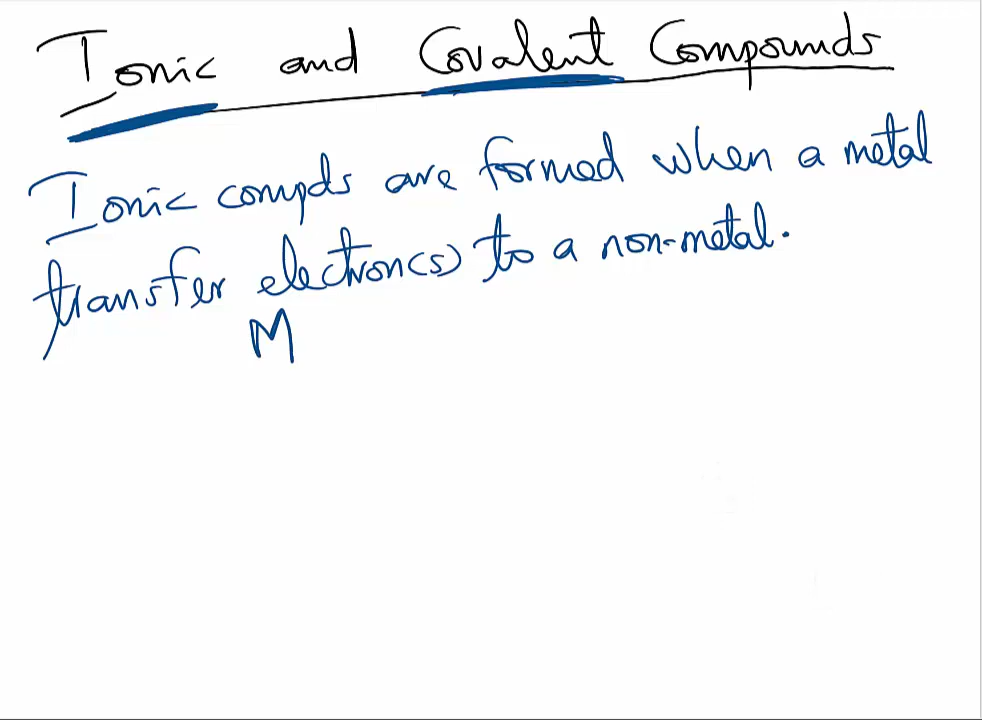 Ionic and Covalent Compounds
Ionic compds are formed when a metal
transfer electron(s) to a non-metal.
M